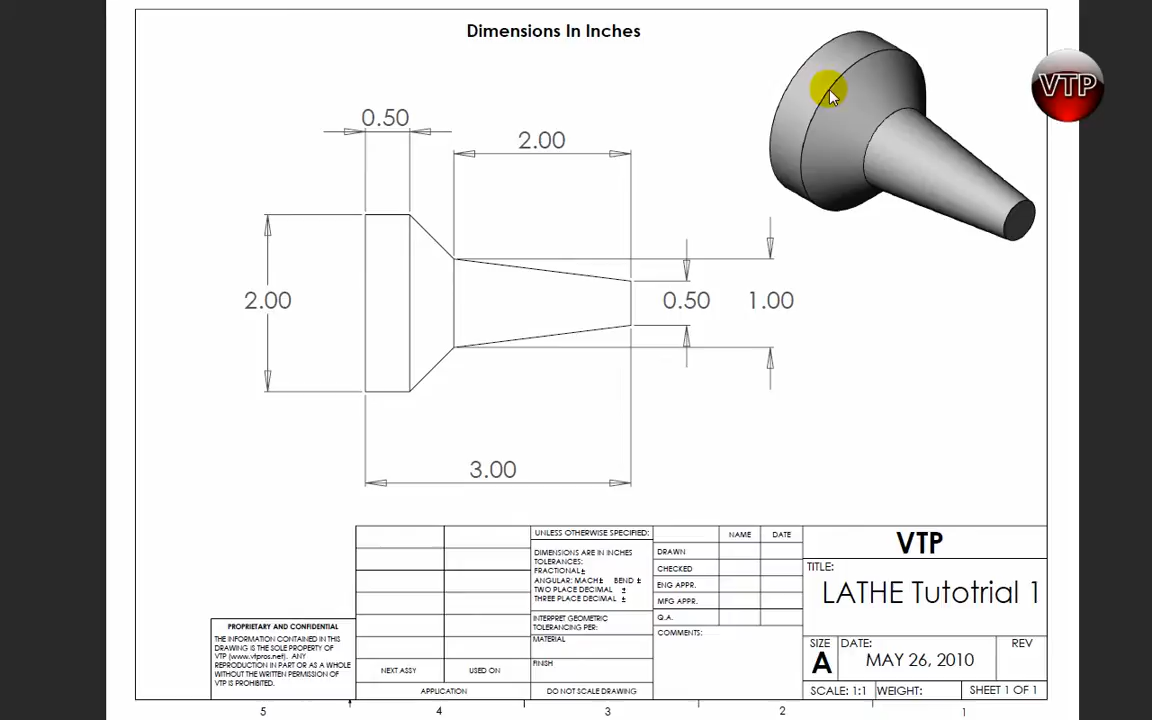 Dimensions In Inches
VTP
0.50
2.00
2.00
0.50
1.00
3.00
UNLESS OTHERWISE SPECIFIED:
DIMENSIONS ARE IN INCHES
TOLERANCES:
FRACTIONAL±
ANGULAR: MACH± BEND ±
TWO PLACE DECIMAL ±
THREE PLACE DECIMAL ±
INTERPRET GEOMETRIC
TOLERANCING PER:
MATERIAL
FINISH
DO NOT SCALE DRAWING
NAME
DATE
DRAWN
CHECKED
ENG APPR.
MFG APPR.
Q.A.
COMMENTS:
VTP
TITLE:
LATHE Tutotrial 1
SIZE
A
DATE:
MAY 26, 2010
REV
SCALE: 1:1
WEIGHT:
SHEET 1 OF 1
PROPRIETARY AND CONFIDENTIAL
THE INFORMATION CONTAINED IN THIS
DRAWING IS THE SOLE PROPERTY OF
VTP (www.vtpros.net). ANY
REPRODUCTION IN PART OR AS A WHOLE
WITHOUT THE WRITTEN PERMISSION OF
VTP IS PROHIBITED.
NEXT ASSY
USED ON
APPLICATION
5
4
3
2
1